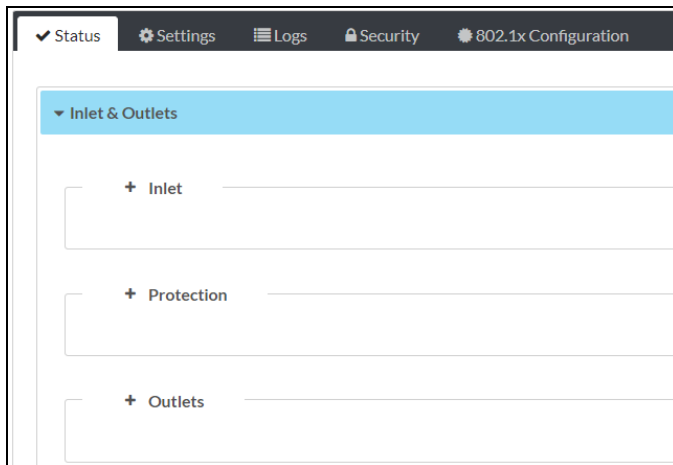 Status Settings Logs Security 802.1x Configuration
Inlet & Outlets
Inlet
Protection
Outlets